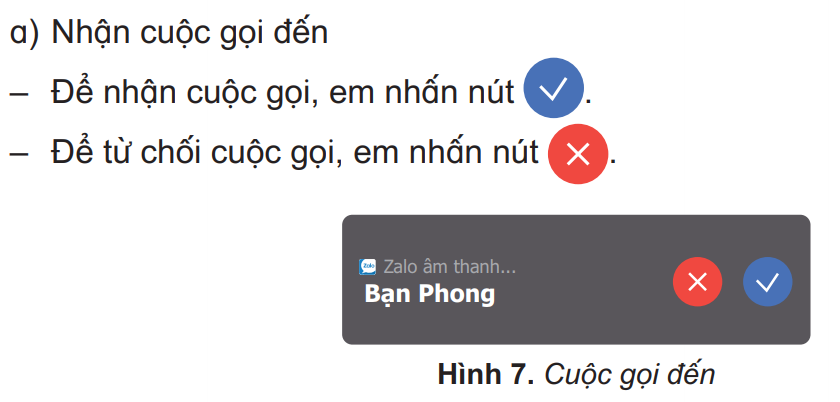 a) Nhận cuộc gọi đến
– Để nhận cuộc gọi, em nhấn nút .
– Để từ chối cuộc gọi, em nhấn nút .
Zalo Zalo âm thanh...
Bạn Phong
Hình 7. Cuộc gọi đến